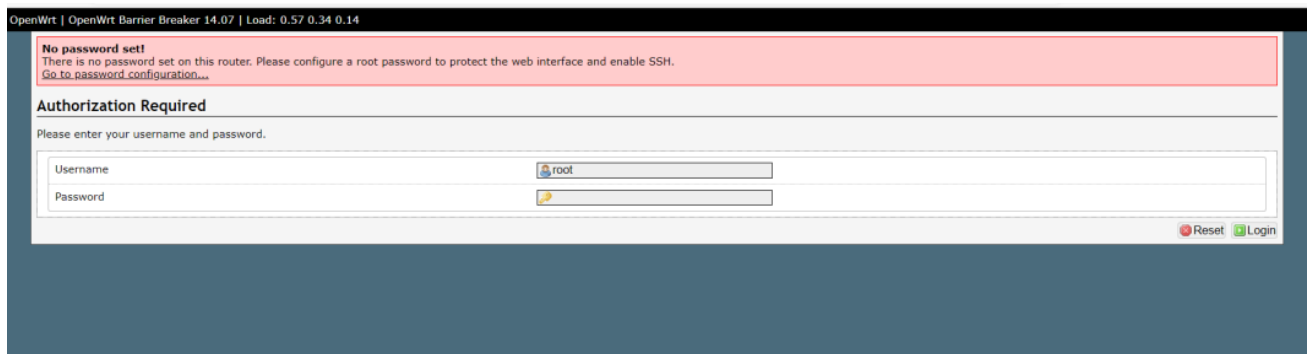 OpenWrt | OpenWrt Barrier Breaker 14.07 | Load: 0.57 0.34 0.14
No password set!
There is no password set on this router. Please configure a root password to protect the web interface and enable SSH.
Go to password configuration...
Authorization Required
Please enter your username and password.
Username root
Password
Reset Login